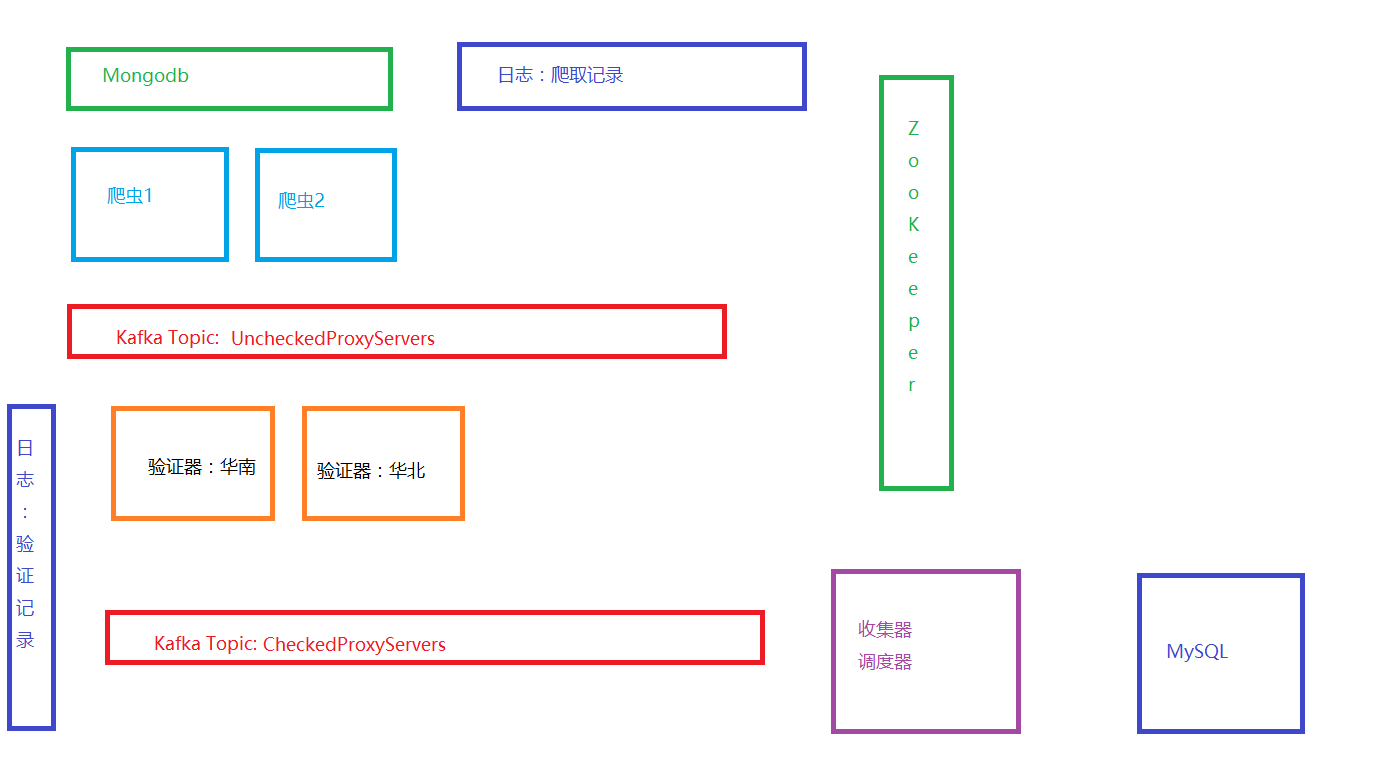 Mongodb
日志：爬取记录
爬虫1
爬虫2
ZooKeeper
Kafka Topic: UncheckedProxyServers
日志：验证记录
验证器：华南
验证器：华北
Kafka Topic: CheckedProxyServers
收集器
调度器
MySQL